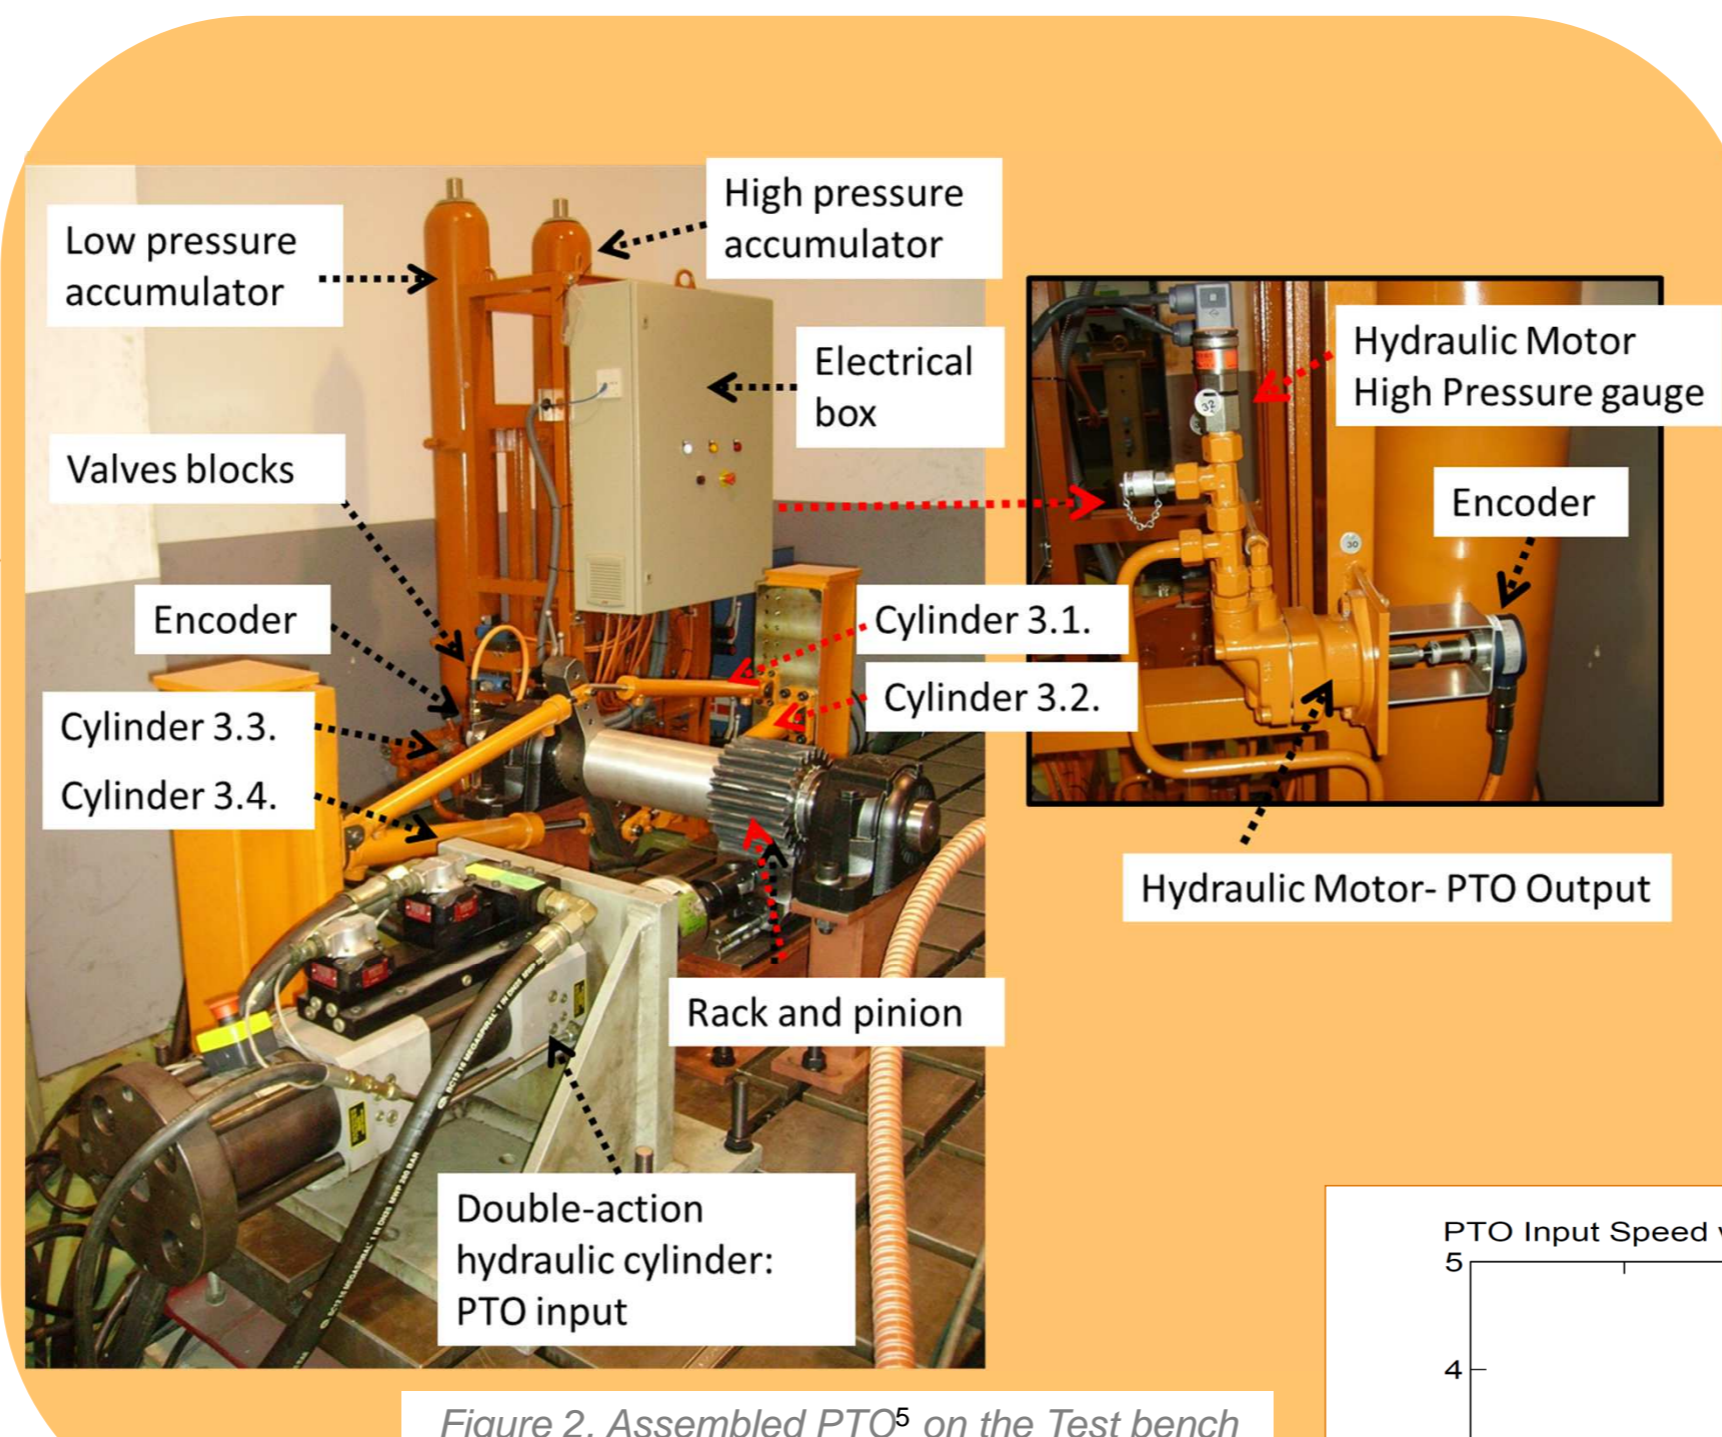 High pressure
accumulator
Low pressure
accumulator
Hydraulic Motor
High Pressure gauge
Electrical
box
Valves blocks
Encoder
Encoder
Cylinder 3.1.
Cylinder 3.2.
Cylinder 3.3.
Cylinder 3.4.
Hydraulic Motor- PTO Output
Rack and pinion
Double-action
hydraulic cylinder:
PTO input
32
30
PTO Input Speed
5
4
Figure 2. Assembled PTO5 on the Test bench